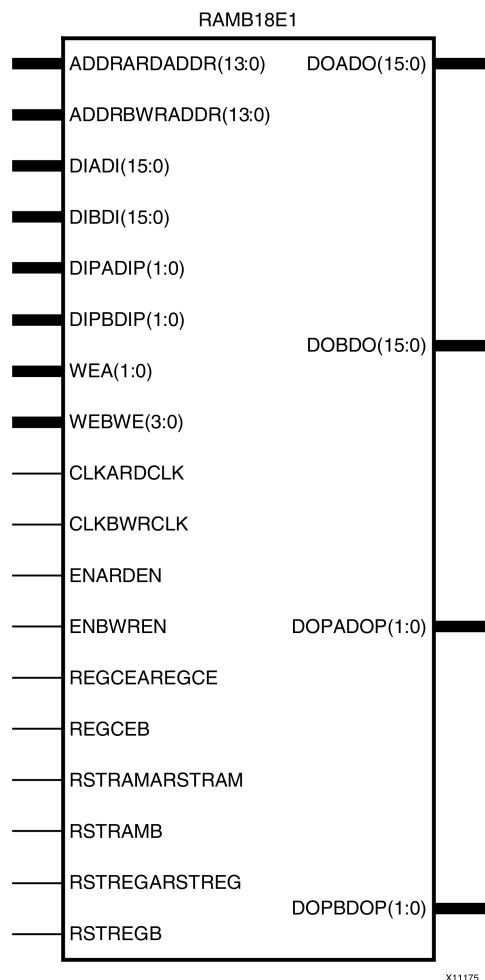 RAMB18E1
ADDRARDADDR(13:0) DOADO(15:0)
ADDRBWRADDR(13:0)
DIADI(15:0)
DIBDI(15:0)
DIPADIP(1:0)
DIPBDIP(1:0)
DOBDO(15:0)
WEA(1:0)
WEBWE(3:0)
CLKARDCLK
CLKBWRCLK
ENARDEN
ENBWREN DOPADOP(1:0)
REGCEAREGCE
REGCEB
RSTRAMARSTRAM
RSTRAMB
RSTREGARSTREG
DOPBDOP(1:0)
RSTREGB
X11175